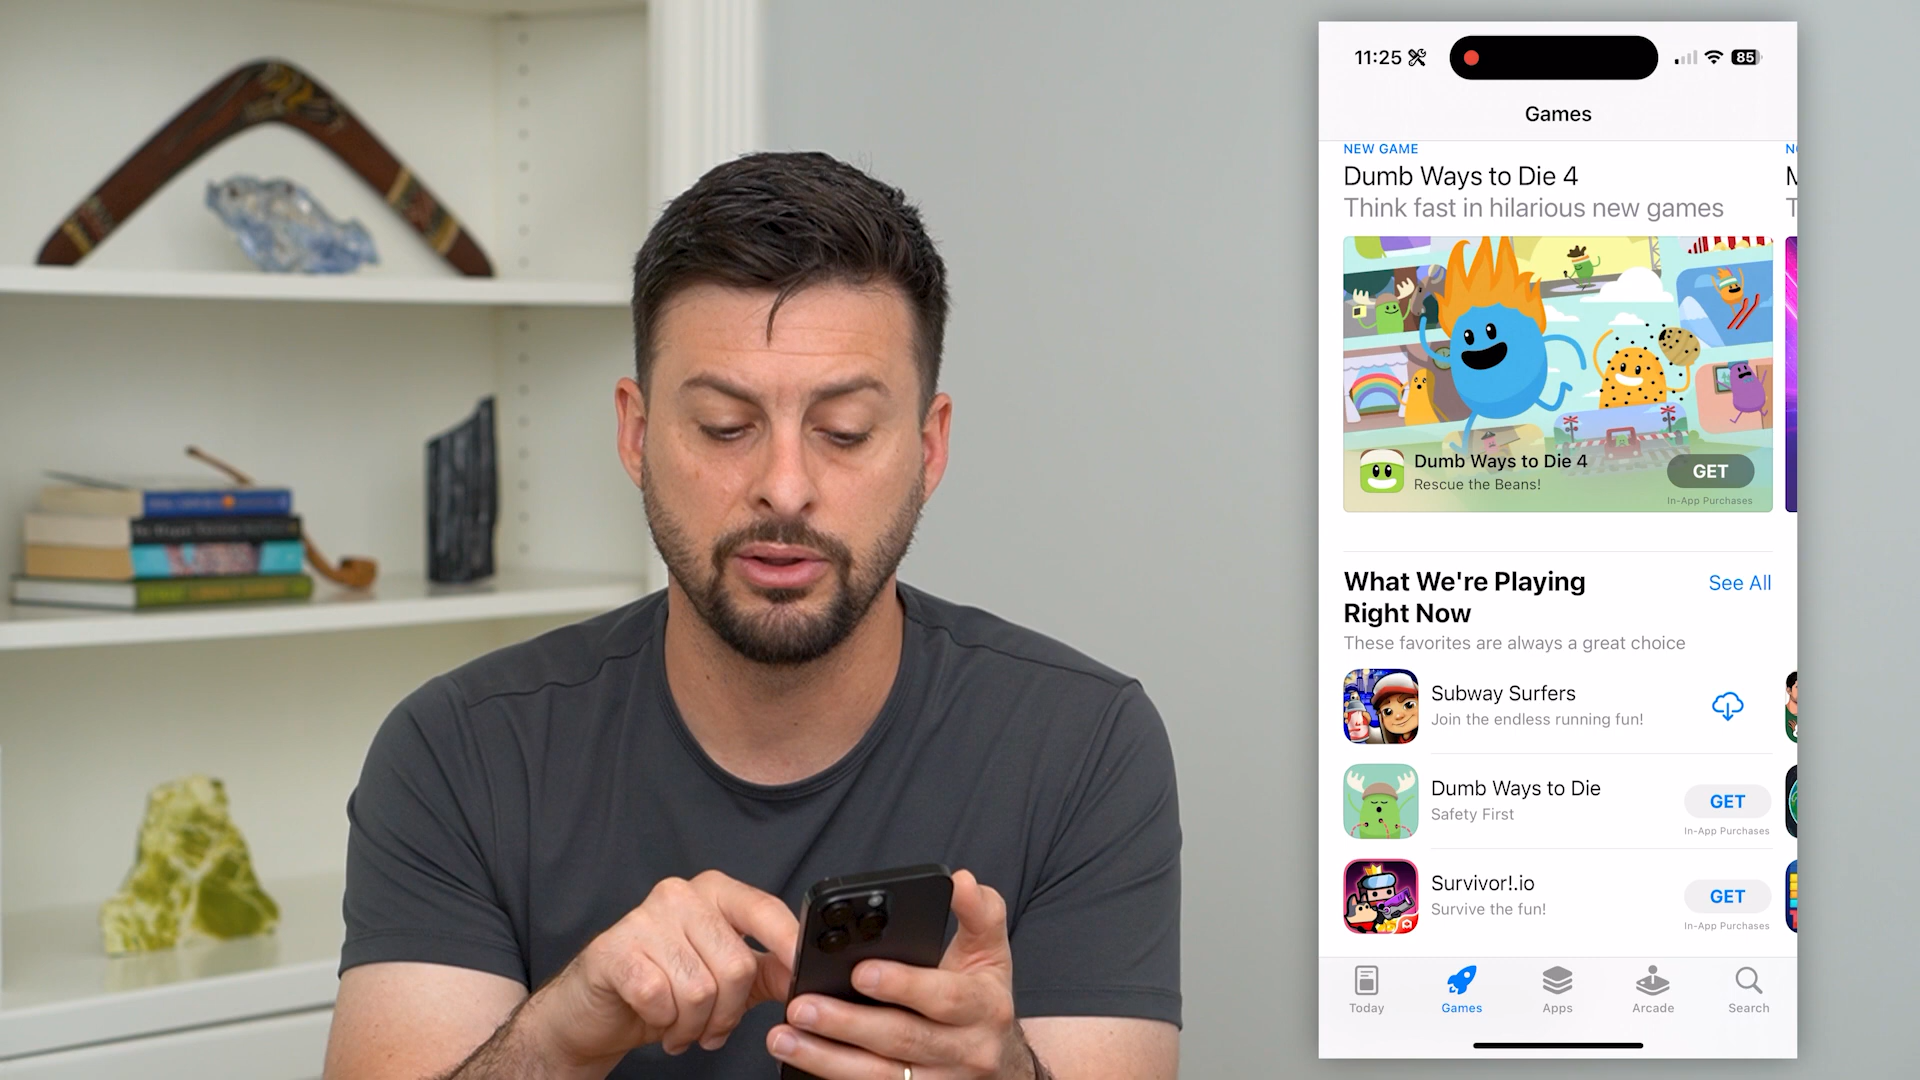 11:25
85
Games
NEW GAME
Dumb Ways to Die 4
Think fast in hilarious new games
Dumb Ways to Die 4
Rescue the Beans!
GET
In-App Purchases
What We're Playing
Right Now
See All
These favorites are always a great choice
Subway Surfers
Join the endless running fun!
Dumb Ways to Die
Safety First
GET
In-App Purchases
Survivor!.io
Survive the fun!
GET
In-App Purchases
Today
Games
Apps
Arcade
Search